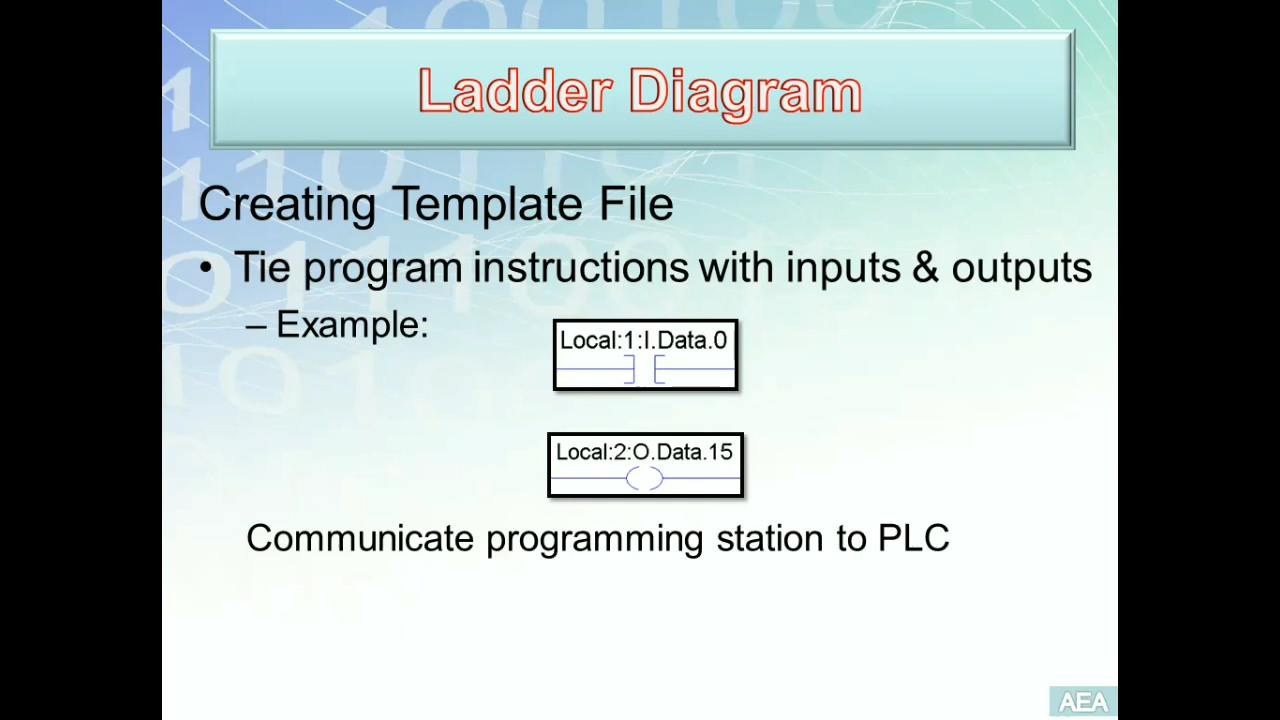 Ladder Diagram
Creating Template File
• Tie program instructions with inputs & outputs
– Example:
Local:1:I.Data.0
Local:2:O.Data.15
Communicate programming station to PLC
AEA